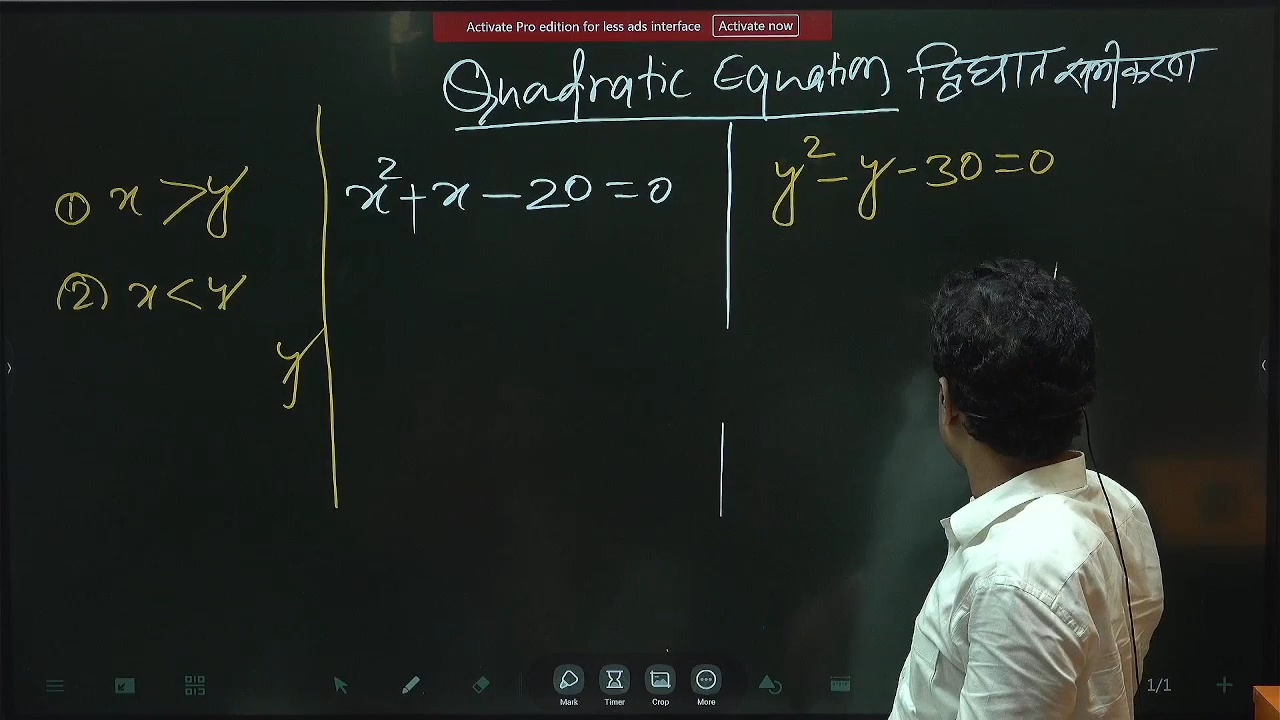 Activate Pro edition for less ads interface Activate now
Quadratic Equation द्विघात समीकरण
① x > y
② x < y
y
x² + x - 20 = 0
y² - y - 30 = 0
Mark Timer Crop More
1/1